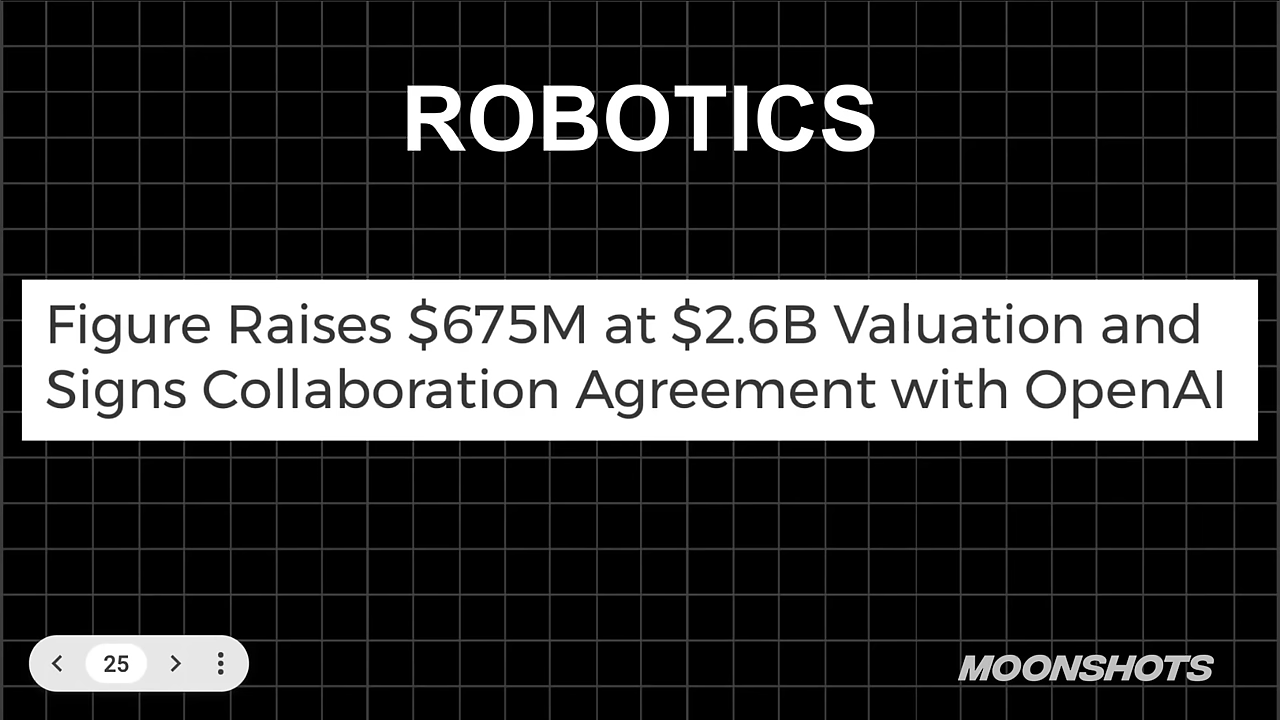 ROBOTICS
Figure Raises $675M at $2.6B Valuation and
Signs Collaboration Agreement with OpenAI
25
MOONSHOTS